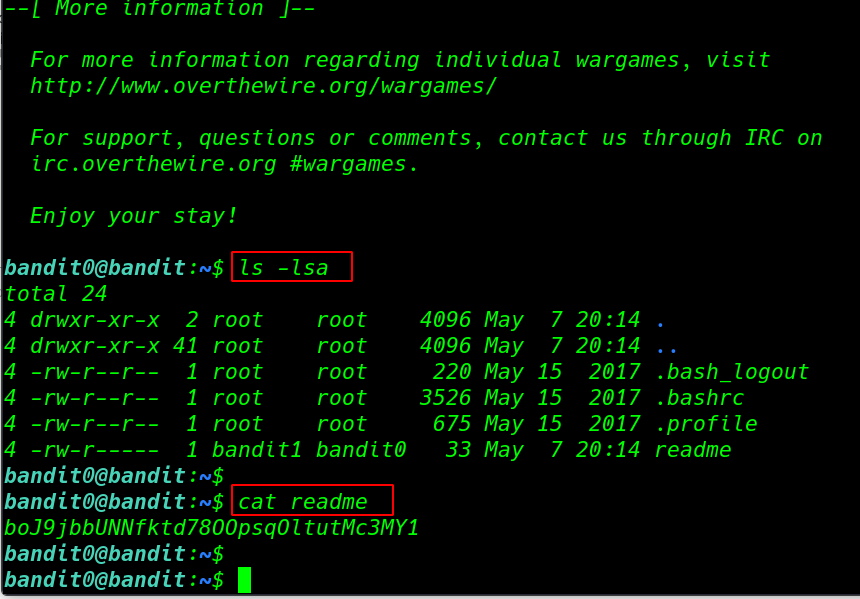 --[ More information ]--
For more information regarding individual wargames, visit
http://www.overthewire.org/wargames/
For support, questions or comments, contact us through IRC on
irc.overthewire.org #wargames.
Enjoy your stay!
bandit0@bandit:~$ ls -lsa
total 24
4 drwxr-xr-x  2 root    root    4096 May  7 20:14 .
4 drwxr-xr-x 41 root    root    4096 May  7 20:14 ..
4 -rw-r--r--  1 root    root     220 May 15  2017 .bash_logout
4 -rw-r--r--  1 root    root    3526 May 15  2017 .bashrc
4 -rw-r--r--  1 root    root     675 May 15  2017 .profile
4 -rw-r-----  1 bandit1 bandit0   33 May  7 20:14 readme
bandit0@bandit:~$
bandit0@bandit:~$ cat readme
boJ9jbbUNNfktd78OOpsqOltutMc3MY1
bandit0@bandit:~$
bandit0@bandit:~$